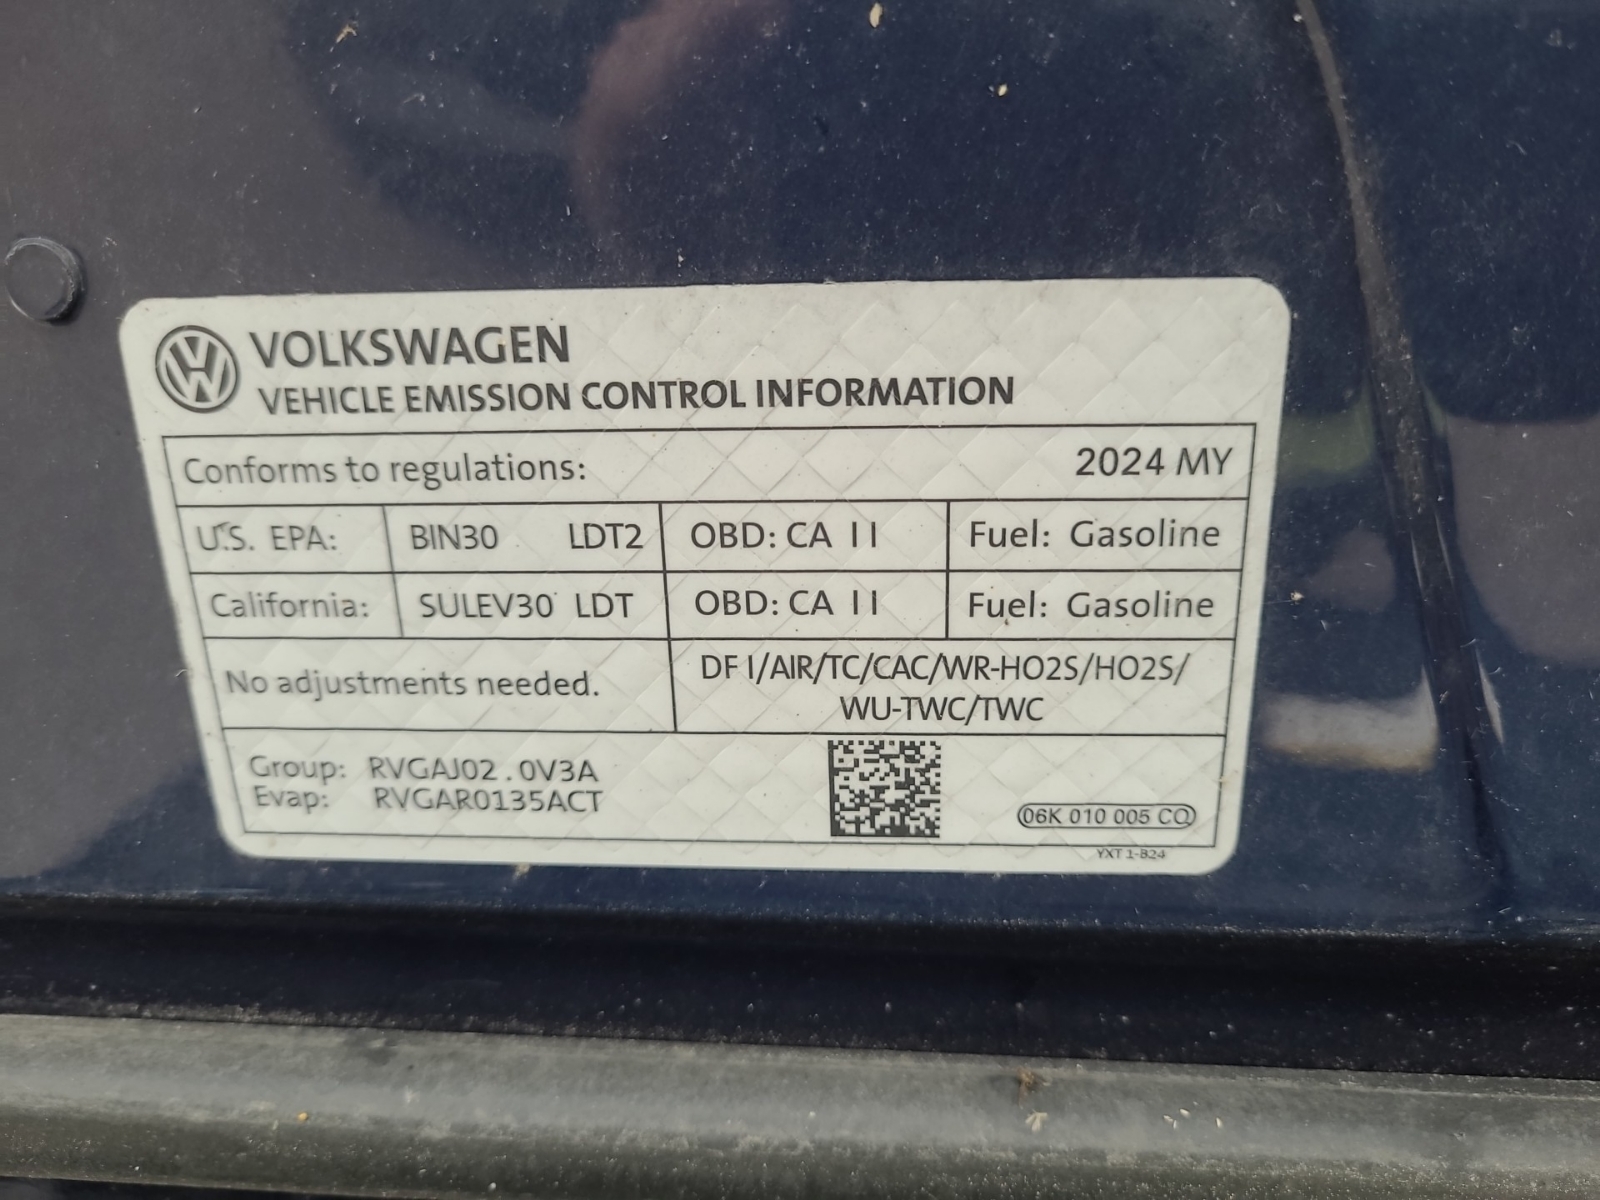 VOLKSWAGEN
VEHICLE EMISSION CONTROL INFORMATION
Conforms to regulations: 2024 MY
U.S. EPA: BIN30 LDT2 OBD: CA II Fuel: Gasoline
California: SULEV30 LDT OBD: CA II Fuel: Gasoline
No adjustments needed. DFI/AIR/TC/CAC/WR-HO2S/HO2S/
WU-TWC/TWC
Group: RVGAJ02.0V3A
Evap: RVGAR0135ACT
06K 010 005 CQ
YXT 1-B24